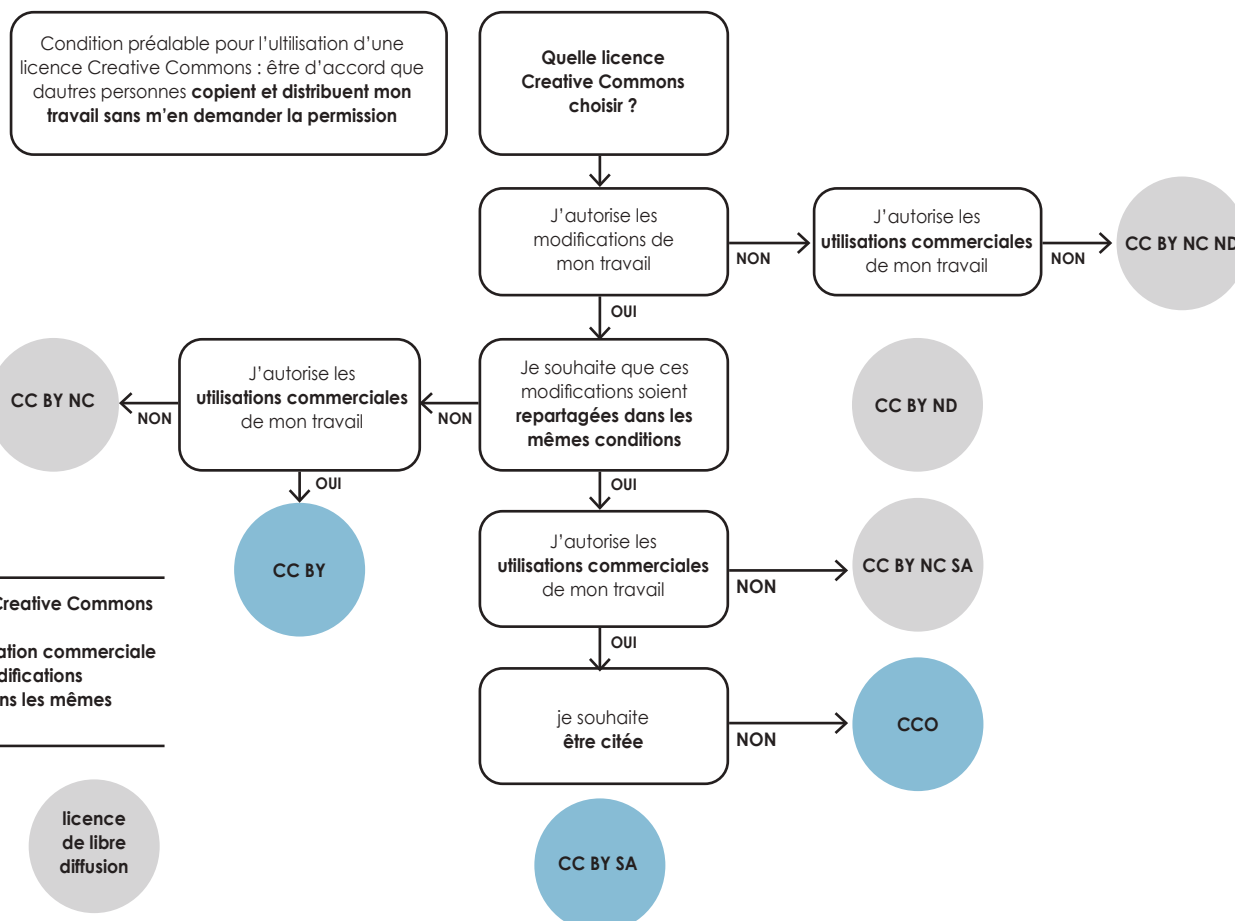 Condition préalable pour l'ultilisation d'une
licence Creative Commons : être d'accord que
dautres personnes copient et distribuent mon
travail sans m'en demander la permission
Quelle licence
Creative Commons
choisir ?
J'autorise les
modifications de
mon travail
NON
J'autorise les
utilisations commerciales
de mon travail
NON
CC BY NC ND
OUI
CC BY NC
NON
J'autorise les
utilisations commerciales
de mon travail
NON
Je souhaite que ces
modifications soient
repartagées dans les
mêmes conditions
CC BY ND
OUI
OUI
CC BY
J'autorise les
utilisations commerciales
de mon travail
NON
CC BY NC SA
Creative Commons
ation commerciale
difications
ns les mêmes
OUI
je souhaite
être citée
NON
CCO
licence
de libre
diffusion
CC BY SA